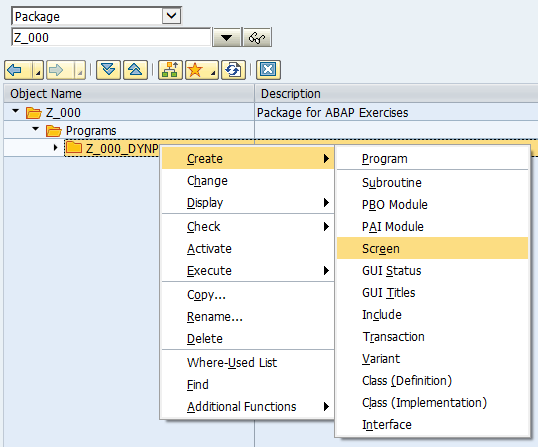 Package
Z_000
Object Name Description
Z_000 Package for ABAP Exercises
Programs
Z_000_DYNP
Create
Change
Display
Check
Activate
Execute
Copy...
Rename...
Delete
Where-Used List
Find
Additional Functions
Program
Subroutine
PBO Module
PAI Module
Screen
GUI Status
GUI Titles
Include
Transaction
Variant
Class (Definition)
Class (Implementation)
Interface